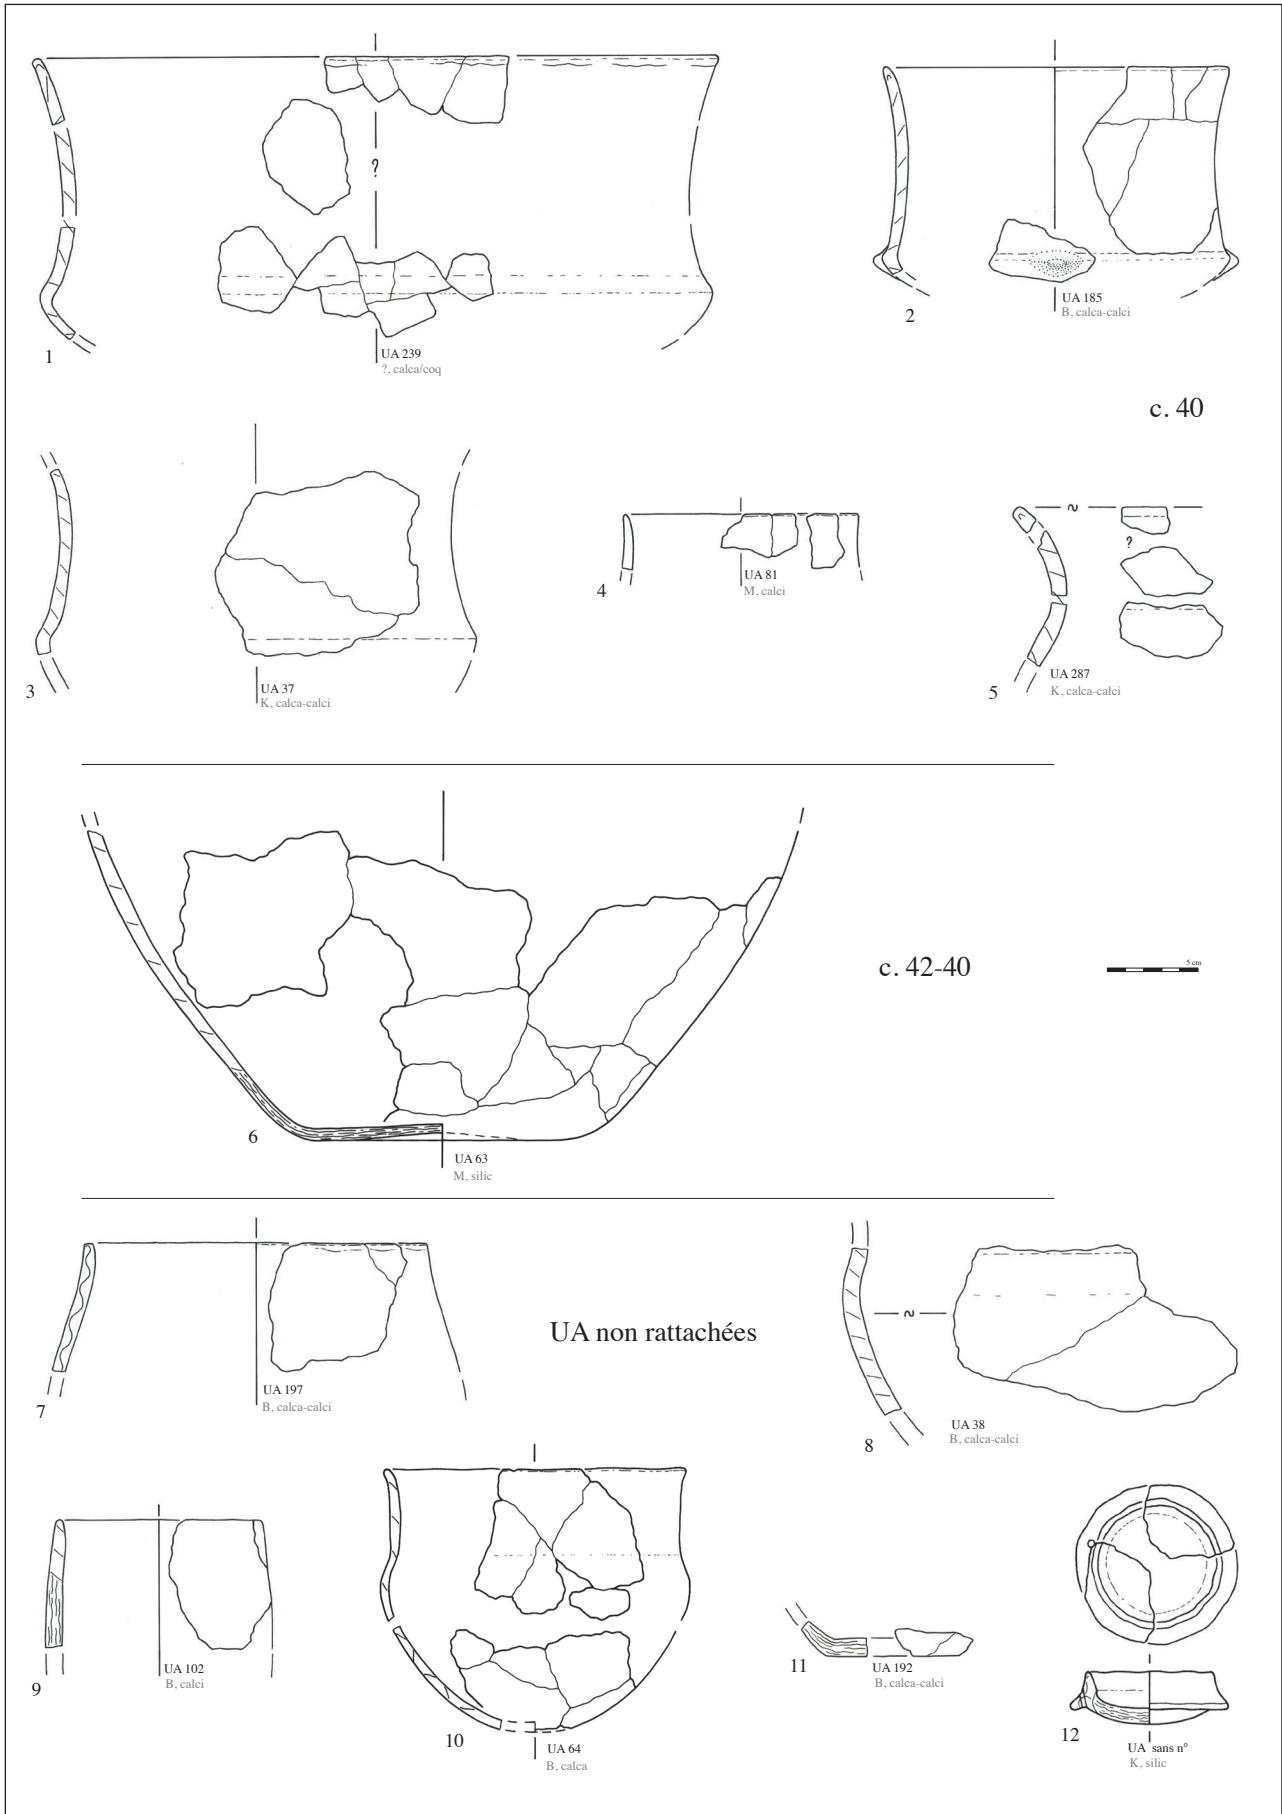 ?
1
UA 239
?, calca/coq
2
UA 185
B, calca-calci
c. 40
3
UA 37
K, calca-calci
4
UA 81
M, calci
~
?
5
UA 287
K, calca-calci
c. 42-40
5 cm
6
UA 63
M, silic
7
UA 197
B, calca-calci
UA non rattachées
~
8
UA 38
B, calca-calci
9
UA 102
B, calci
10
UA 64
B, calca
11
UA 192
B, calca-calci
12
UA sans n°
K, silic